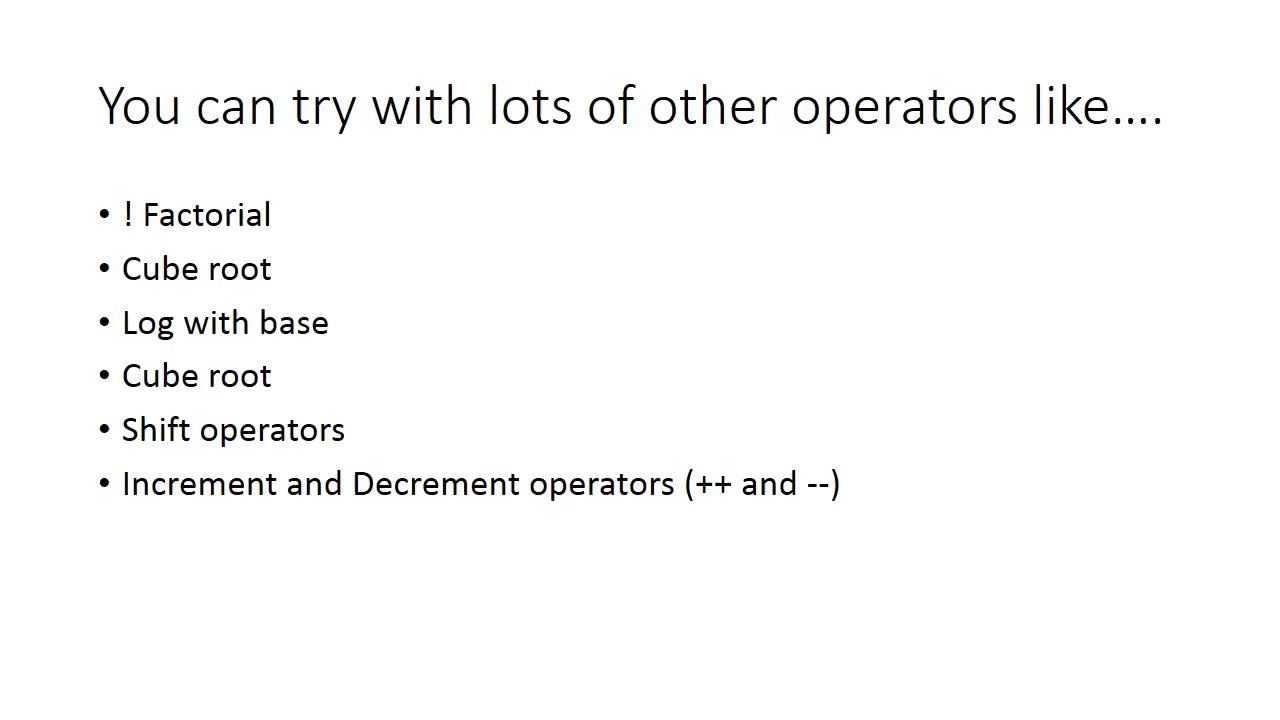 You can try with lots of other operators like….
• ! Factorial
• Cube root
• Log with base
• Cube root
• Shift operators
• Increment and Decrement operators (++ and --)